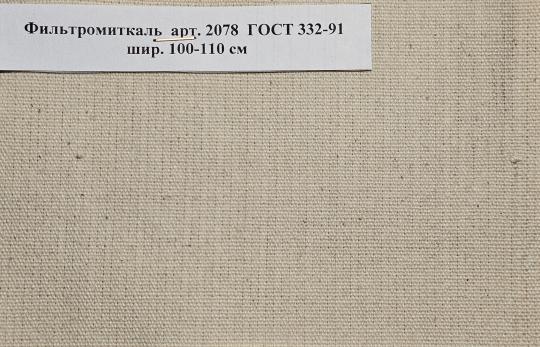 Фильтромиткаль арт. 2078 ГОСТ 332-91
шир. 100-110 см